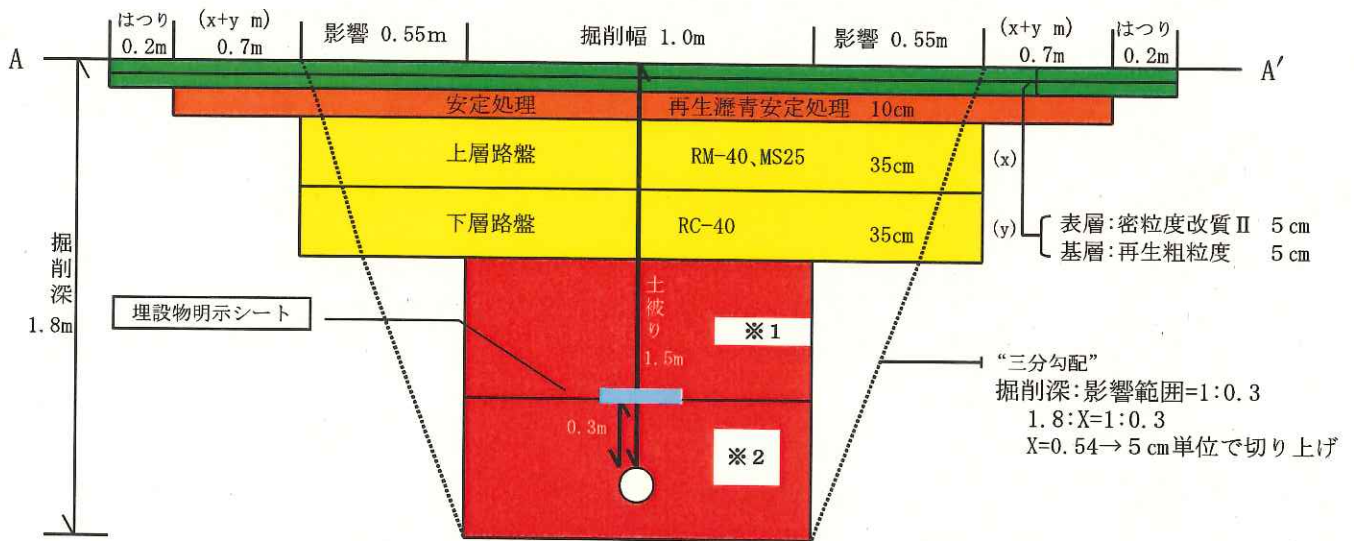 はつり
0.2m
(x+y m)
0.7m
影響 0.55m
掘削幅 1.0m
影響 0.55m
(x+y m)
0.7m
はつり
0.2m
A
A′
安定処理
再生瀝青安定処理 10cm
上層路盤
RM-40、MS25
35cm
(x)
下層路盤
RC-40
35cm
(y)
表層:密粒度改質Ⅱ 5cm
基層:再生粗粒度 5cm
掘削深
1.8m
埋設物明示シート
土被り
1.5m
※1
0.3m
※2
“三分勾配”
掘削深:影響範囲=1:0.3
1.8:X=1:0.3
X=0.54→5cm単位で切り上げ